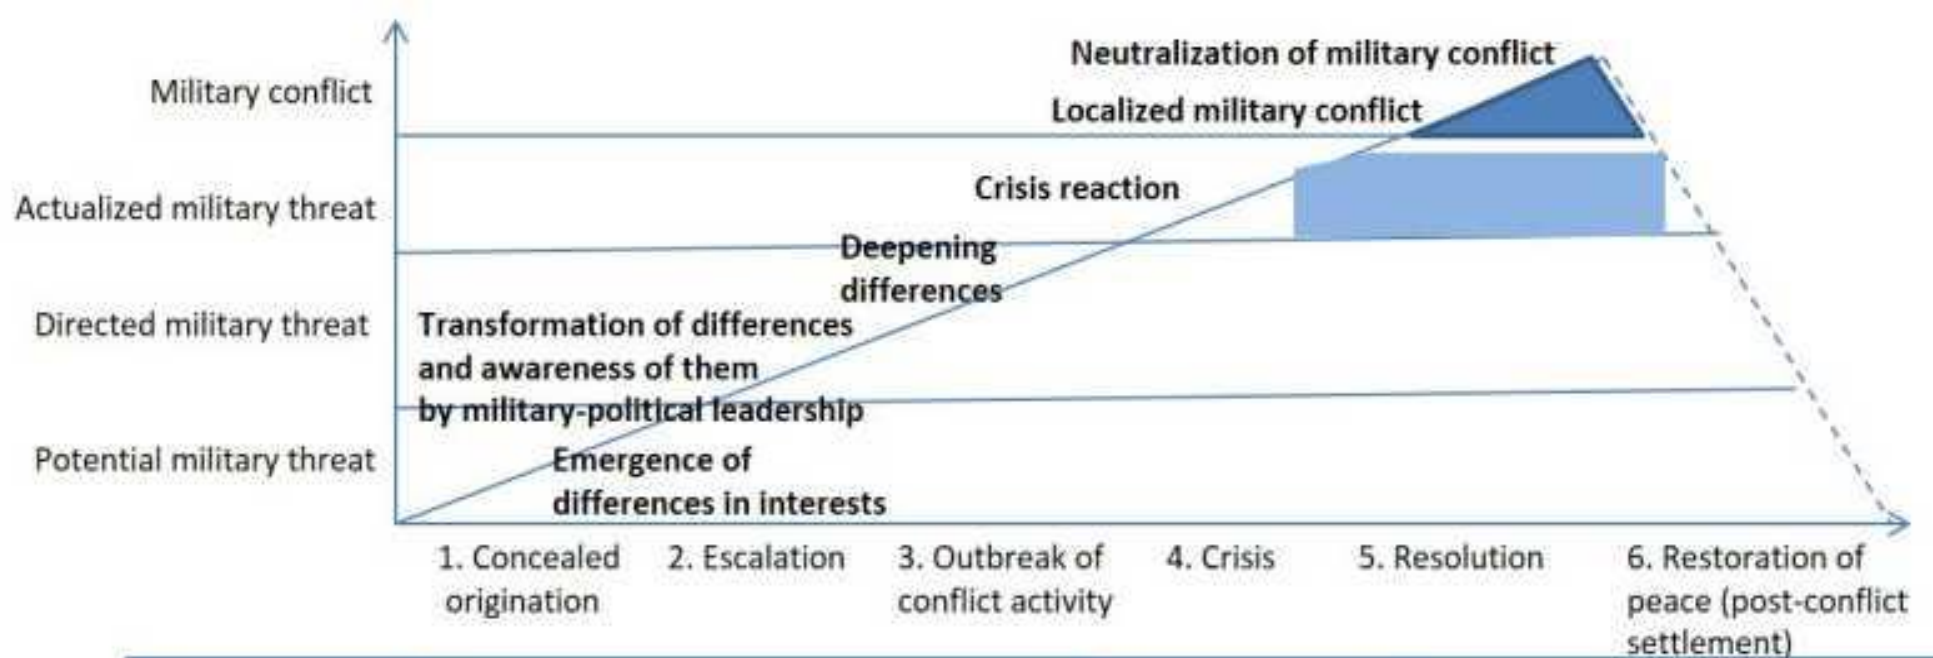 Neutralization of military conflict
Military conflict
Localized military conflict
Crisis reaction
Actualized military threat
Deepening
differences
Directed military threat
Transformation of differences
and awareness of them
by military-political leadership
Potential military threat
Emergence of
differences in interests
1. Concealed
origination
2. Escalation
3. Outbreak of
conflict activity
4. Crisis
5. Resolution
6. Restoration of
peace (post-conflict
settlement)